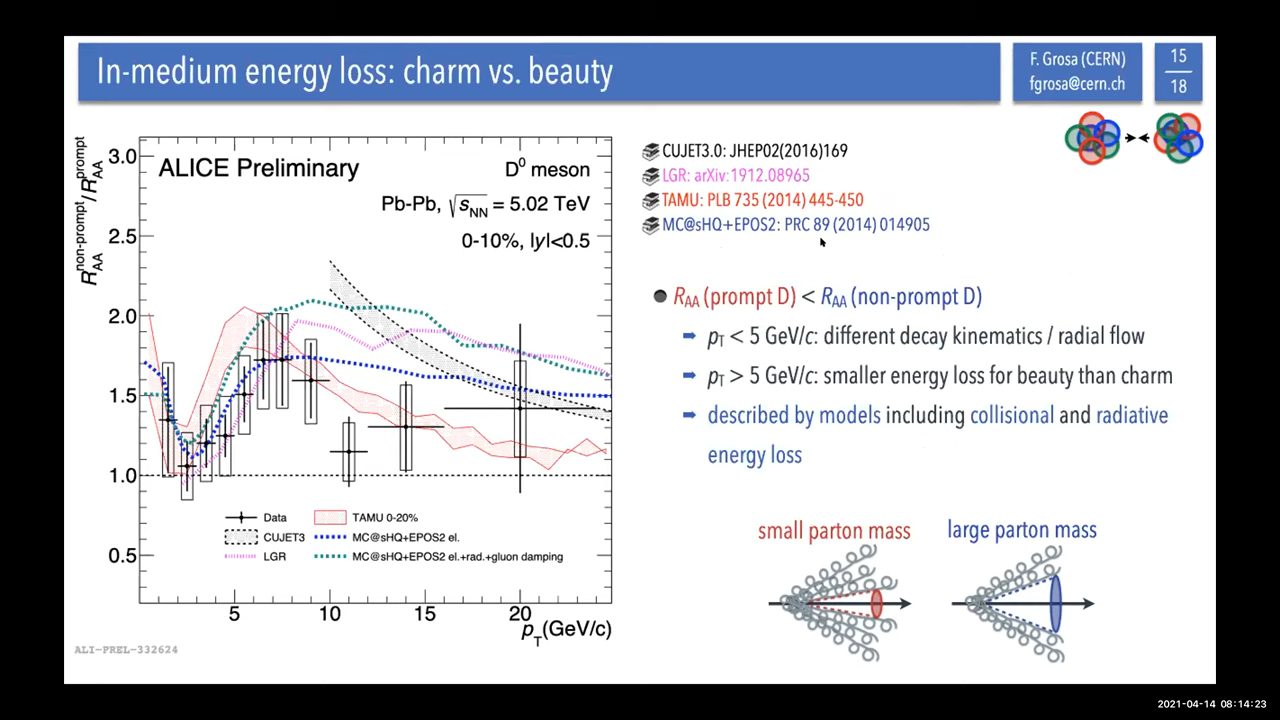 In-medium energy loss: charm vs. beauty
F. Grosa (CERN)
fgrosa@cern.ch
15
18
R_AA^non-prompt/R_AA^prompt
3.0
2.5
2.0
1.5
1.0
0.5
ALICE Preliminary
D⁰ meson
Pb-Pb, √s_NN = 5.02 TeV
0-10%, |y|<0.5
Data
CUJET3
LGR
TAMU 0-20%
MC@sHQ+EPOS2 el.
MC@sHQ+EPOS2 el.+rad.+gluon damping
5 10 15 20
p_T(GeV/c)
ALI-PREL-332624
CUJET3.0: JHEP02(2016)169
LGR: arXiv:1912.08965
TAMU: PLB 735 (2014) 445-450
MC@sHQ+EPOS2: PRC 89 (2014) 014905
R_AA (prompt D) < R_AA (non-prompt D)
p_T < 5 GeV/c: different decay kinematics / radial flow
p_T > 5 GeV/c: smaller energy loss for beauty than charm
described by models including collisional and radiative
energy loss
small parton mass
large parton mass
2021-04-14 08:14:23